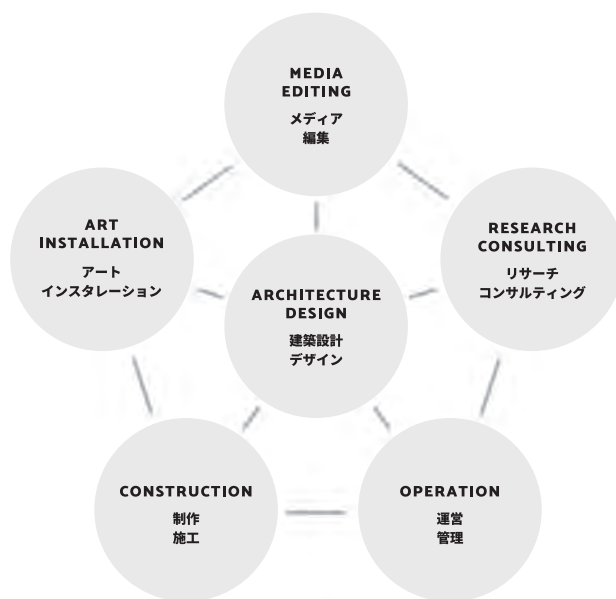 MEDIA
EDITING
メディア
編集
ART
INSTALLATION
アート
インスタレーション
RESEARCH
CONSULTING
リサーチ
コンサルティング
ARCHITECTURE
DESIGN
建築設計
デザイン
CONSTRUCTION
制作
施工
OPERATION
運営
管理